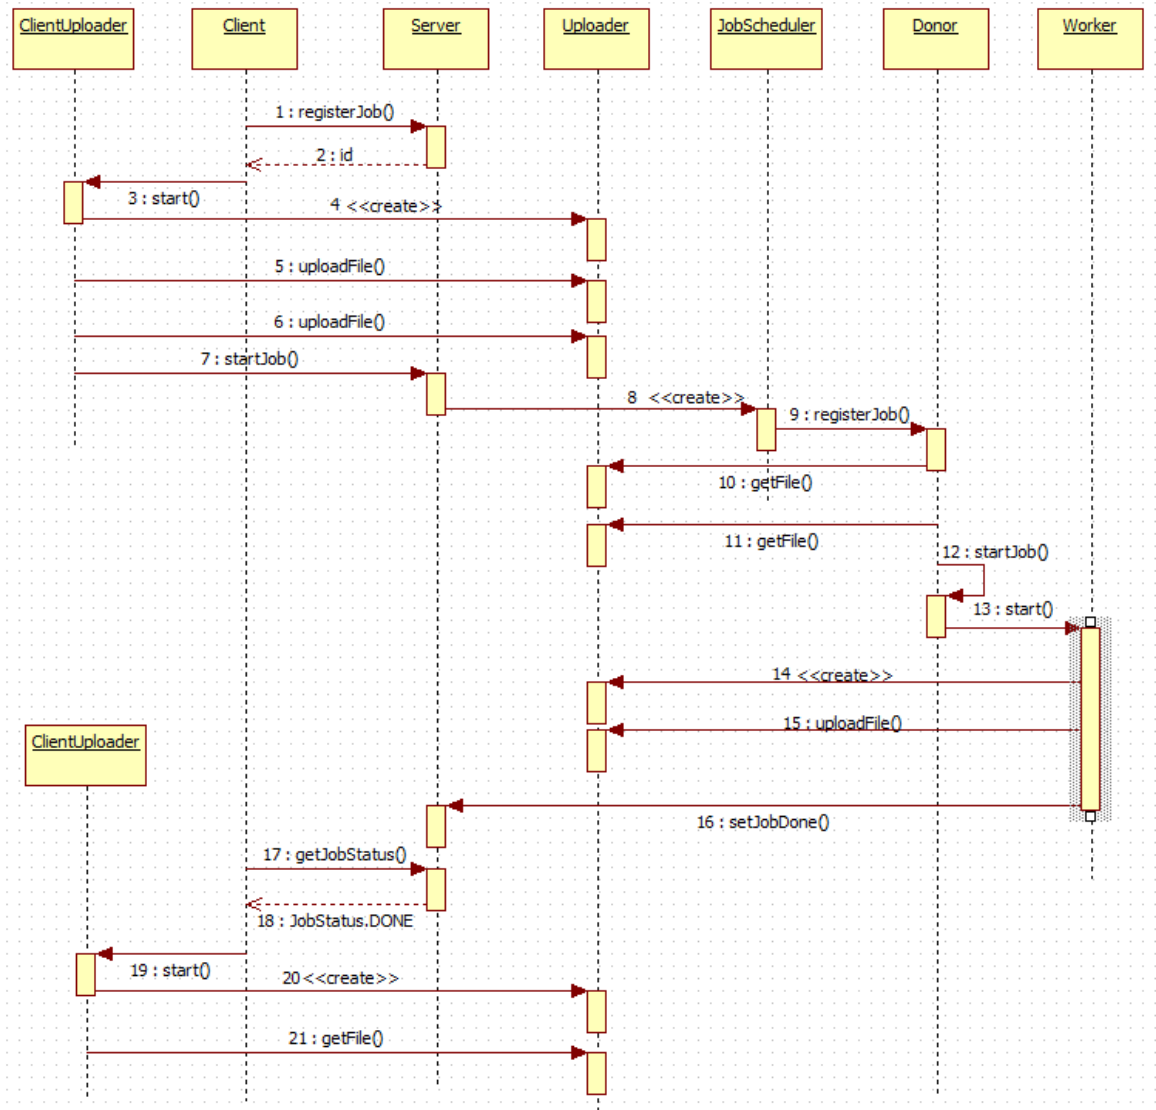 ClientUploader
Client
Server
Uploader
JobScheduler
Donor
Worker
1 : registerJob()
2 : id
3 : start()
4 <<create>>
5 : uploadFile()
6 : uploadFile()
7 : startJob()
8 <<create>>
9 : registerJob()
10 : getFile()
11 : getFile()
12 : startJob()
13 : start()
14 <<create>>
15 : uploadFile()
ClientUploader
16 : setJobDone()
17 : getJobStatus()
18 : JobStatus.DONE
19 : start()
20 <<create>>
21 : getFile()